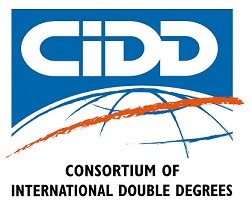 CiDD
CONSORTIUM OF
INTERNATIONAL DOUBLE DEGREES